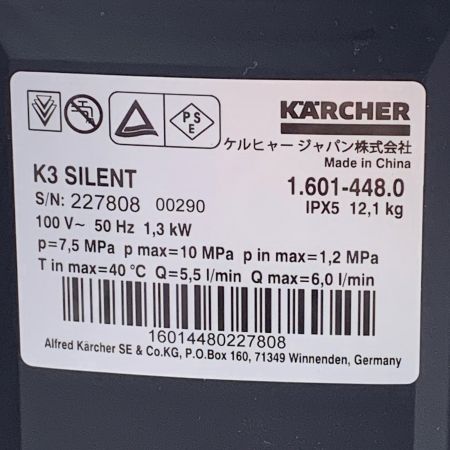 PS
E
KÄRCHER
ケルヒャー ジャパン株式会社
Made in China
K3 SILENT
1.601-448.0
S/N: 227808 00290
IPX5 12,1 kg
100 V~ 50 Hz 1,3 kW
p=7,5 MPa p max=10 MPa p in max=1,2 MPa
T in max=40 °C Q=5,5 l/min Q max=6,0 l/min
16014480227808
Alfred Kärcher SE & Co.KG, P.O.Box 160, 71349 Winnenden, Germany